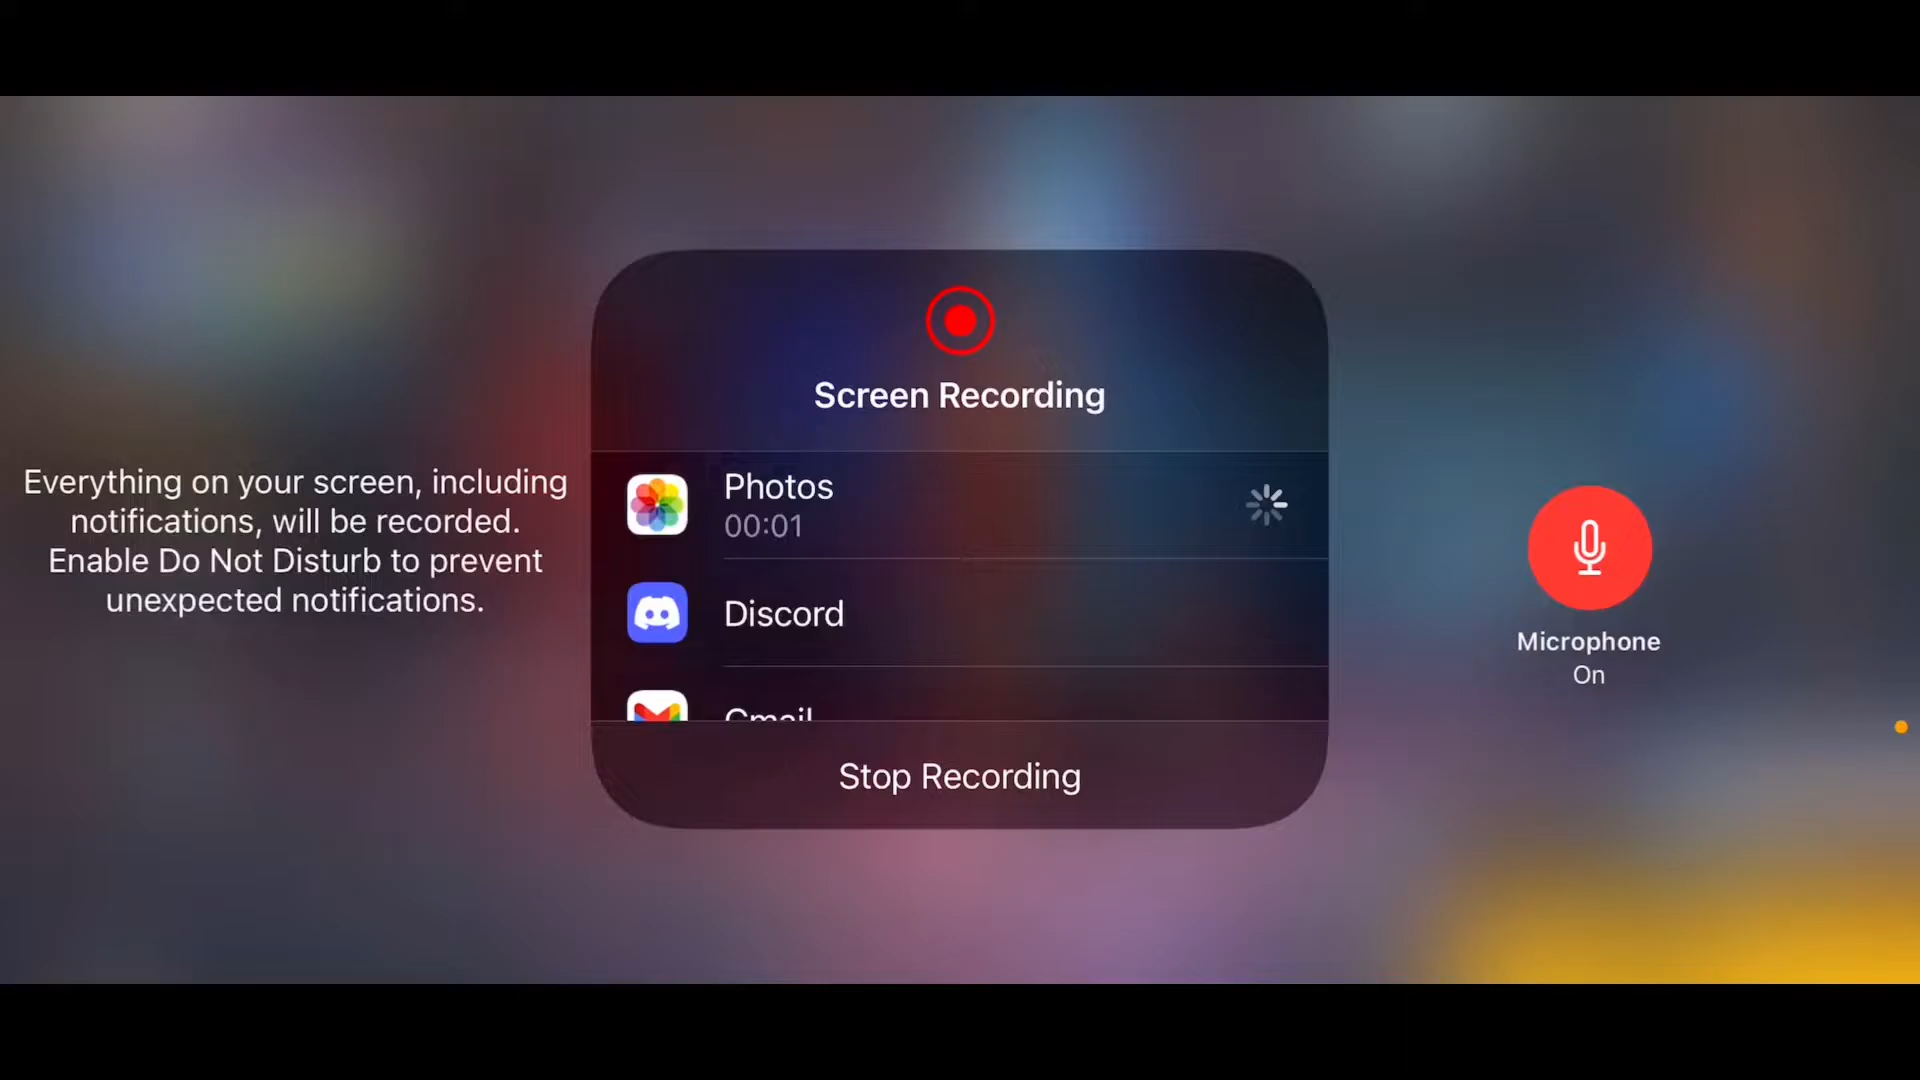 Screen Recording
Everything on your screen, including
notifications, will be recorded.
Enable Do Not Disturb to prevent
unexpected notifications.
Photos
00:01
Discord
Gmail
Stop Recording
Microphone
On